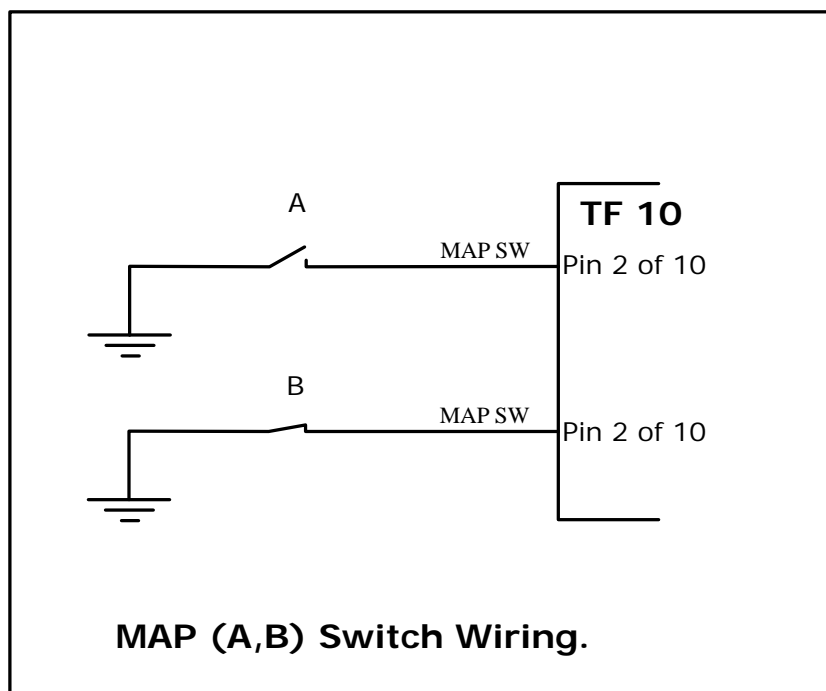 A
TF 10
MAP SW
Pin 2 of 10
B
MAP SW
Pin 2 of 10
MAP (A,B) Switch Wiring.